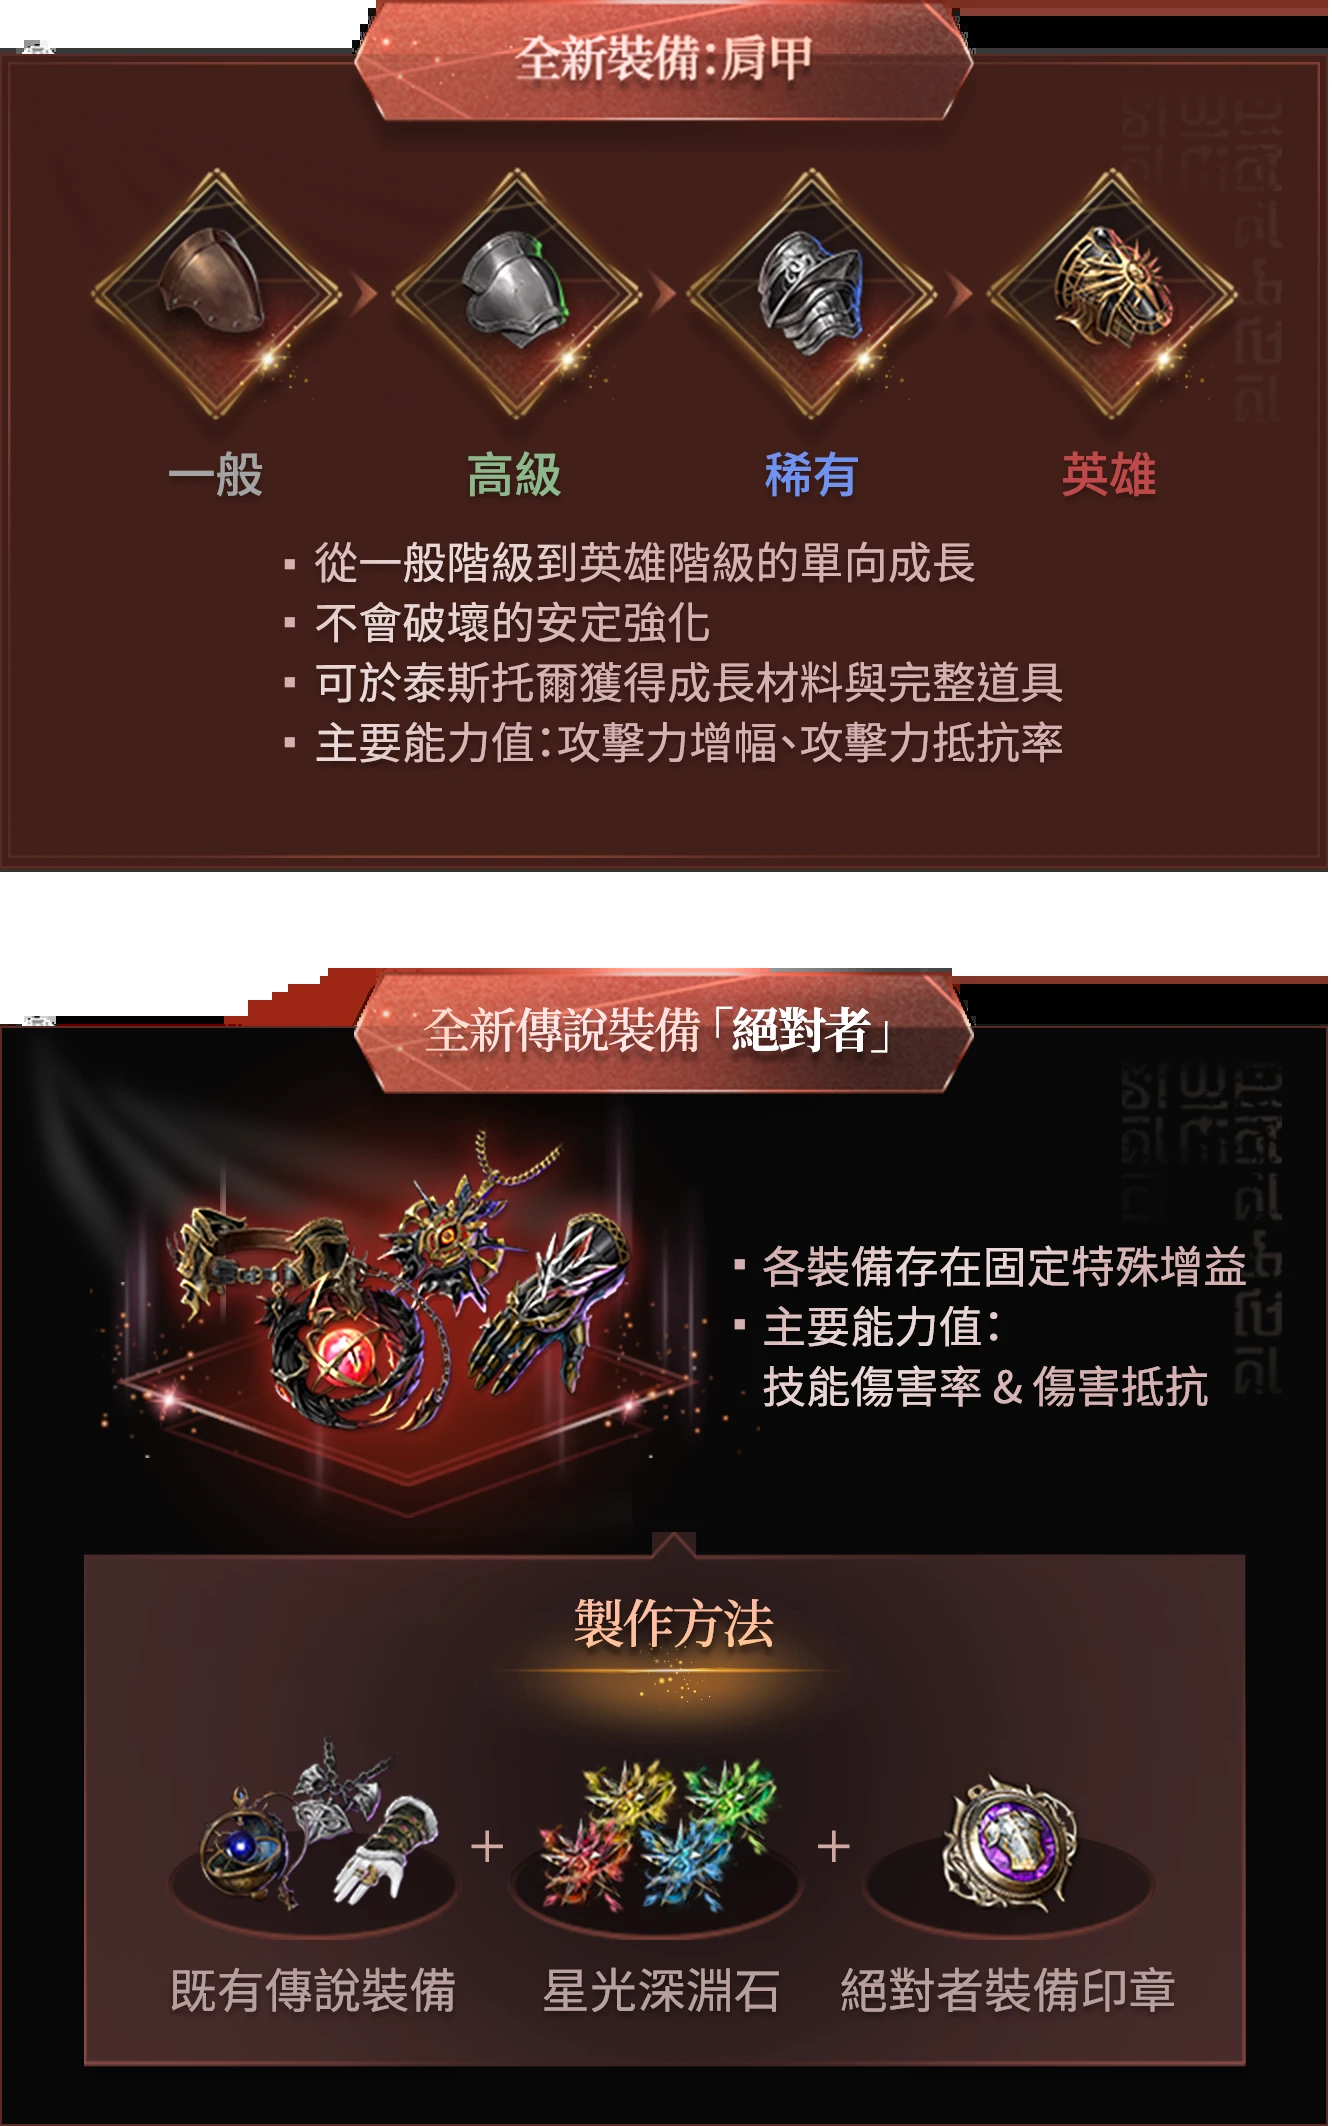 全新裝備：肩甲
一般
高級
稀有
英雄
▪ 從一般階級到英雄階級的單向成長
▪ 不會破壞的安定強化
▪ 可於泰斯托爾獲得成長材料與完整道具
▪ 主要能力值：攻擊力增幅、攻擊力抵抗率
全新傳說裝備「絕對者」
▪ 各裝備存在固定特殊增益
▪ 主要能力值：
技能傷害率 & 傷害抵抗
製作方法
+
+
既有傳說裝備
星光深淵石
絕對者裝備印章